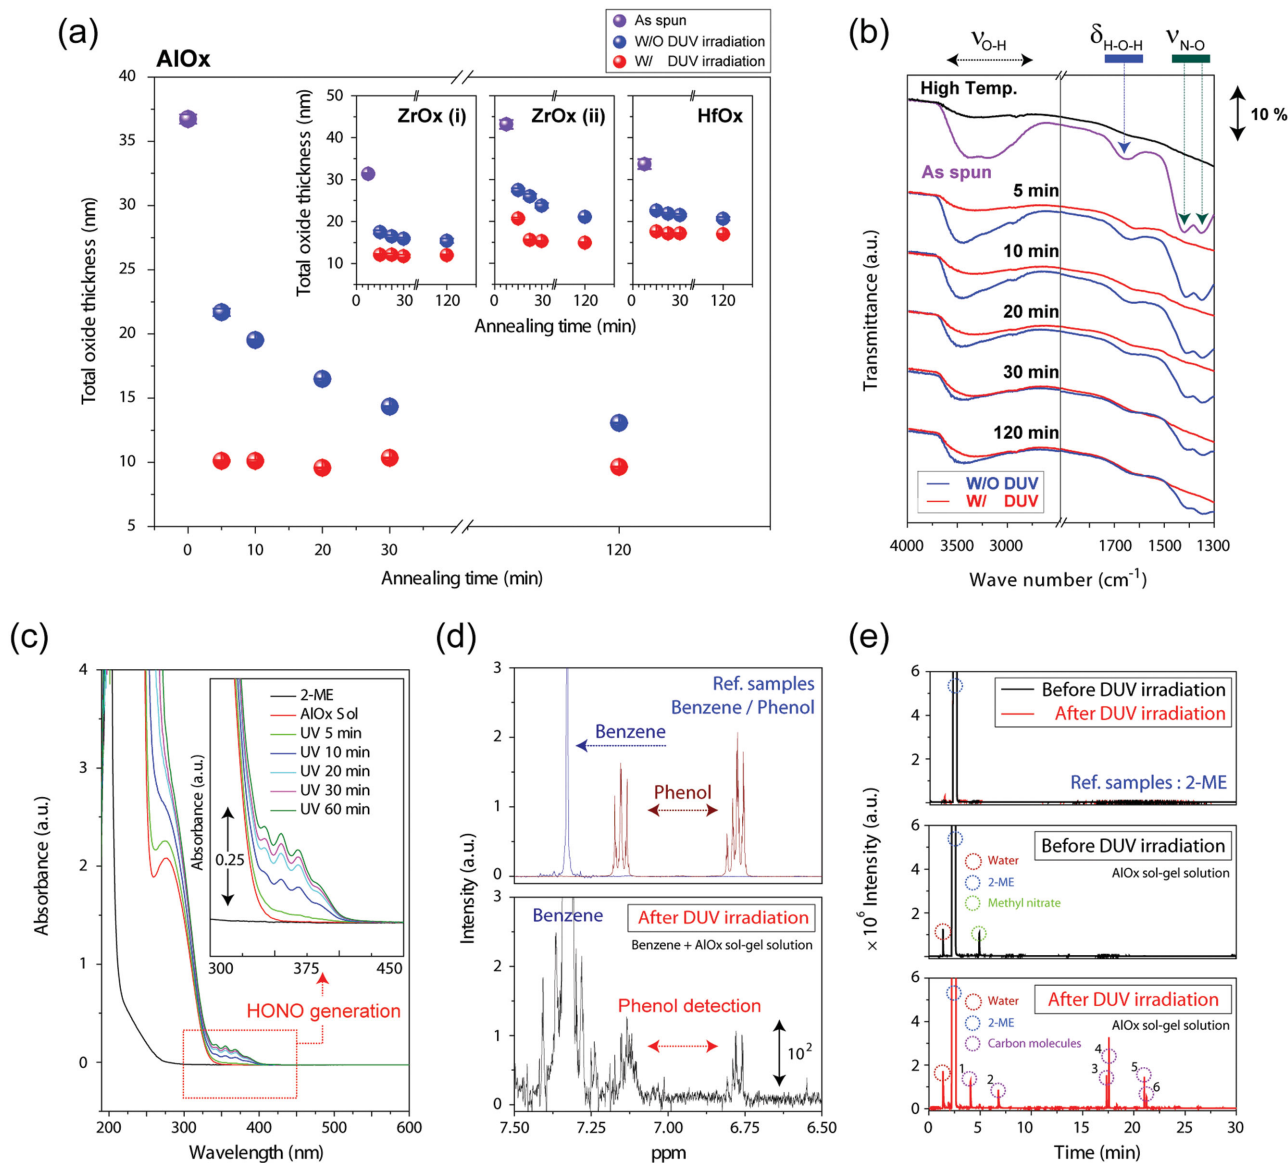 (a)
As spun
W/O DUV irradiation
W/ DUV irradiation
AlOx
40
35
30
25
20
15
10
5
Total oxide thickness (nm)
0
10
20
30
120
Annealing time (min)
50
40
30
20
10
Total oxide thickness (nm)
ZrOx (i)
ZrOx (ii)
HfOx
0 30 120
0 30 120
0 30 120
Annealing time (min)
(b)
νO-H
δH-O-H
νN-O
High Temp.
10 %
As spun
5 min
10 min
20 min
30 min
120 min
W/O DUV
W/ DUV
Transmittance (a.u.)
4000 3500 3000 1700 1500 1300
Wave number (cm-1)
(c)
4
3
2
1
0
Absorbance (a.u.)
2-ME
AlOx Sol
UV 5 min
UV 10 min
UV 20 min
UV 30 min
UV 60 min
Absorbance (a.u.)
0.25
300 375 450
HONO generation
200 300 400 500 600
Wavelength (nm)
(d)
3
2
1
0
Ref. samples
Benzene / Phenol
Benzene
Phenol
Intensity (a.u.)
3
2
1
0
Benzene
After DUV irradiation
Benzene + AlOx sol-gel solution
Phenol detection
102
7.50 7.25 7.00 6.75 6.50
ppm
(e)
6
4
2
Before DUV irradiation
After DUV irradiation
Ref. samples : 2-ME
× 106 Intensity (a.u.)
6
4
2
Before DUV irradiation
AlOx sol-gel solution
Water
2-ME
Methyl nitrate
6
4
2
0
After DUV irradiation
AlOx sol-gel solution
Water
2-ME
Carbon molecules
1
2
3
4
5
6
0 5 10 15 20 25 30
Time (min)